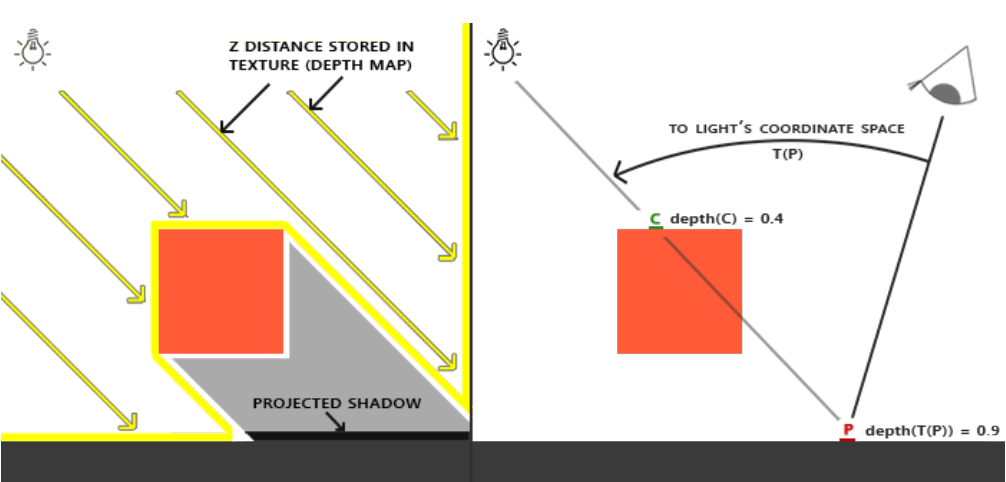 Z DISTANCE STORED IN
TEXTURE (DEPTH MAP)
PROJECTED SHADOW
TO LIGHT'S COORDINATE SPACE
T(P)
C depth(C) = 0.4
P depth(T(P)) = 0.9